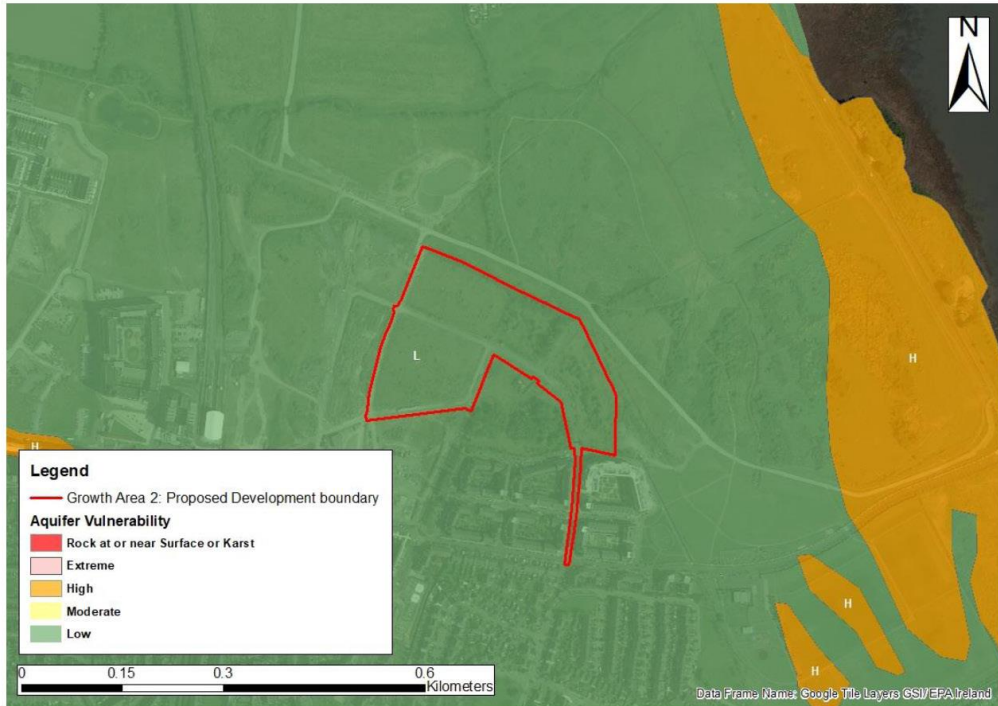 N
L
H
H
H
H
Legend
Growth Area 2: Proposed Development boundary
Aquifer Vulnerability
Rock at or near Surface or Karst
Extreme
High
Moderate
Low
0 0.15 0.3 0.6
Kilometers
Data Frame Name: Google Tile Layers GSI/EPA Ireland